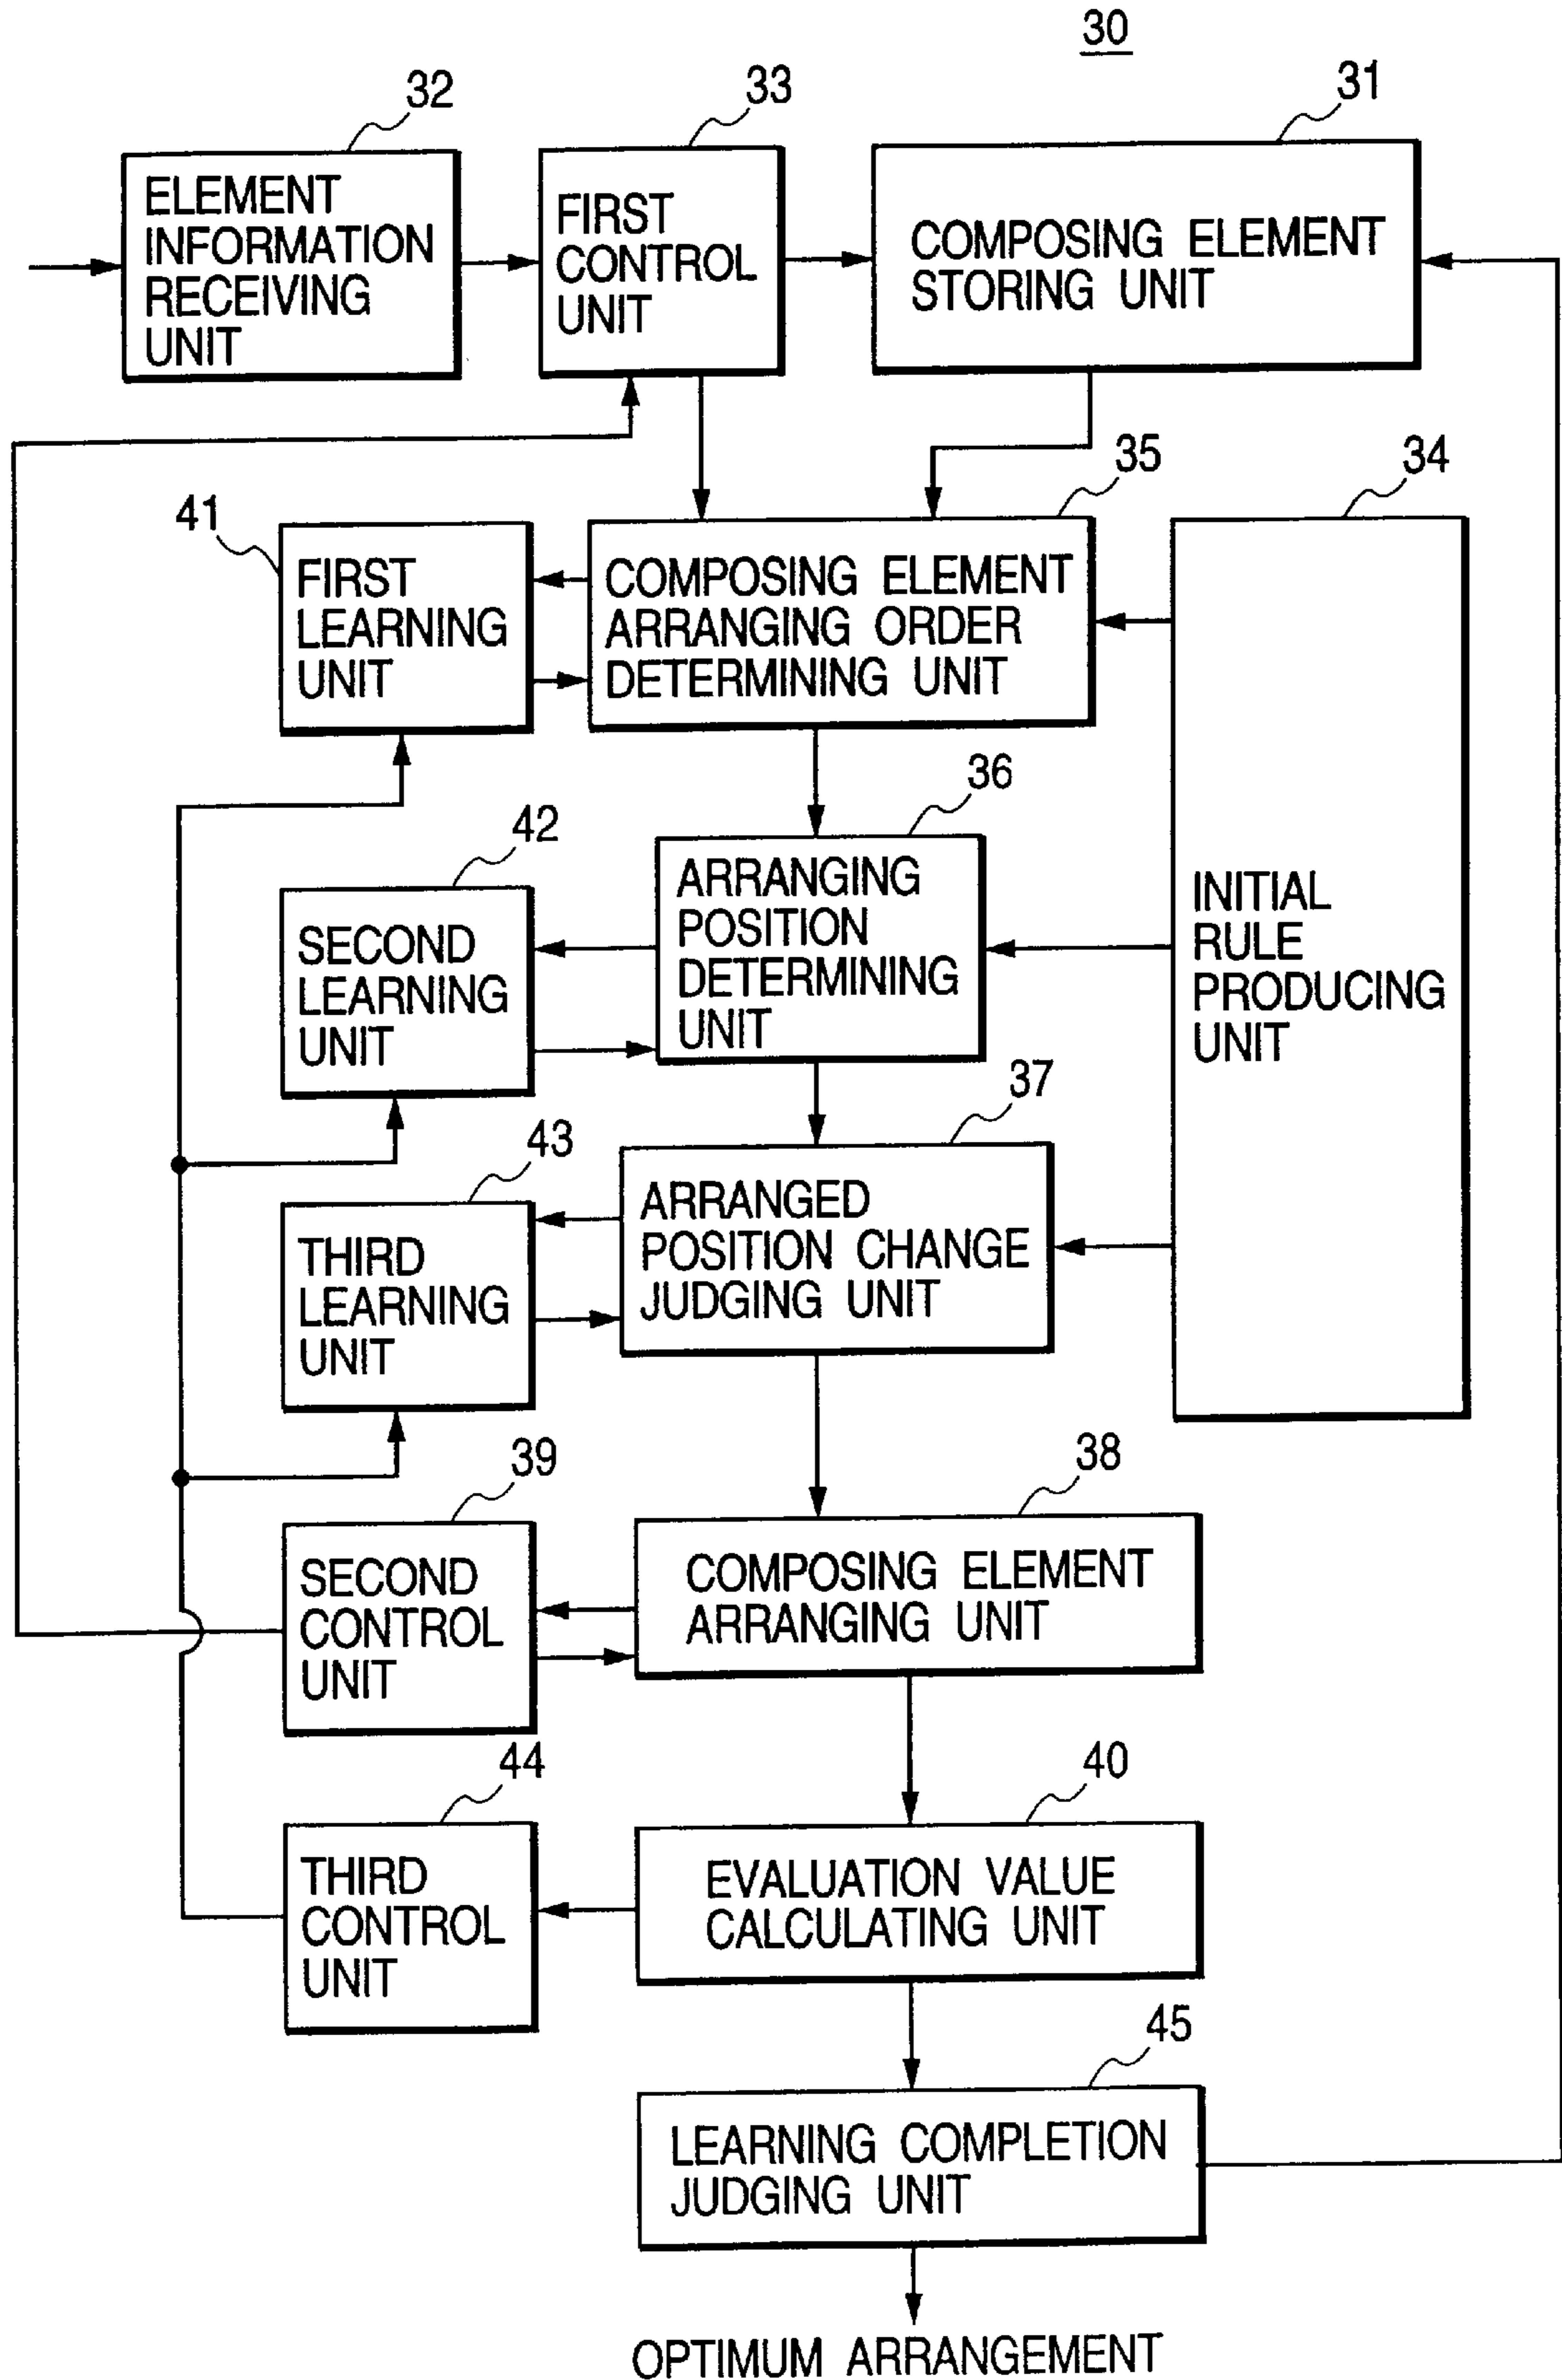 30
32
33
31
ELEMENT
INFORMATION
RECEIVING
UNIT
FIRST
CONTROL
UNIT
COMPOSING ELEMENT
STORING UNIT
35
34
41
FIRST
LEARNING
UNIT
COMPOSING ELEMENT
ARRANGING ORDER
DETERMINING UNIT
INITIAL
RULE
PRODUCING
UNIT
36
42
SECOND
LEARNING
UNIT
ARRANGING
POSITION
DETERMINING
UNIT
37
43
THIRD
LEARNING
UNIT
ARRANGED
POSITION CHANGE
JUDGING UNIT
39
38
SECOND
CONTROL
UNIT
COMPOSING ELEMENT
ARRANGING UNIT
44
40
THIRD
CONTROL
UNIT
EVALUATION VALUE
CALCULATING UNIT
45
LEARNING COMPLETION
JUDGING UNIT
OPTIMUM ARRANGEMENT